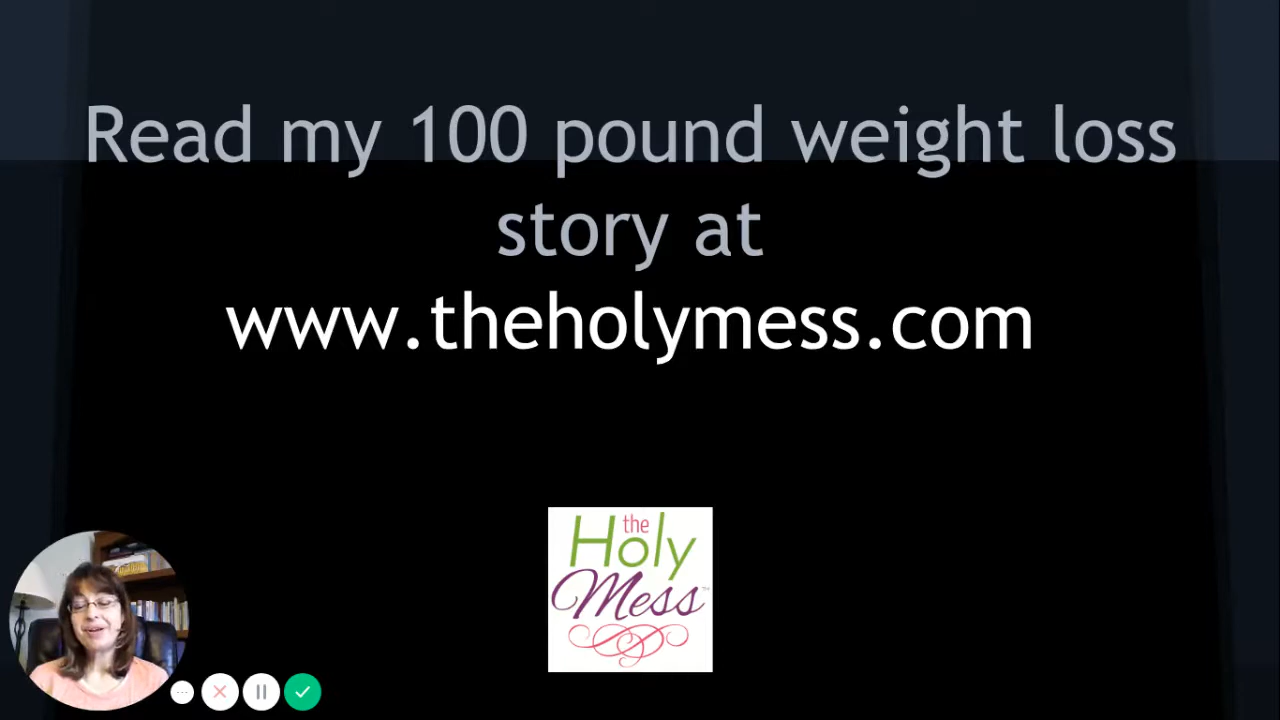 Read my 100 pound weight loss
story at
www.theholymess.com
the
Holy
Mess